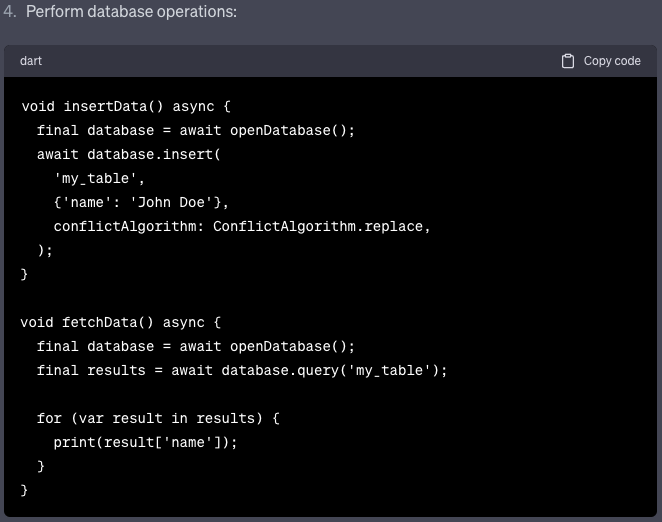 4. Perform database operations:
dart
Copy code
void insertData() async {
  final database = await openDatabase();
  await database.insert(
    'my_table',
    {'name': 'John Doe'},
    conflictAlgorithm: ConflictAlgorithm.replace,
  );
}

void fetchData() async {
  final database = await openDatabase();
  final results = await database.query('my_table');

  for (var result in results) {
    print(result['name']);
  }
}